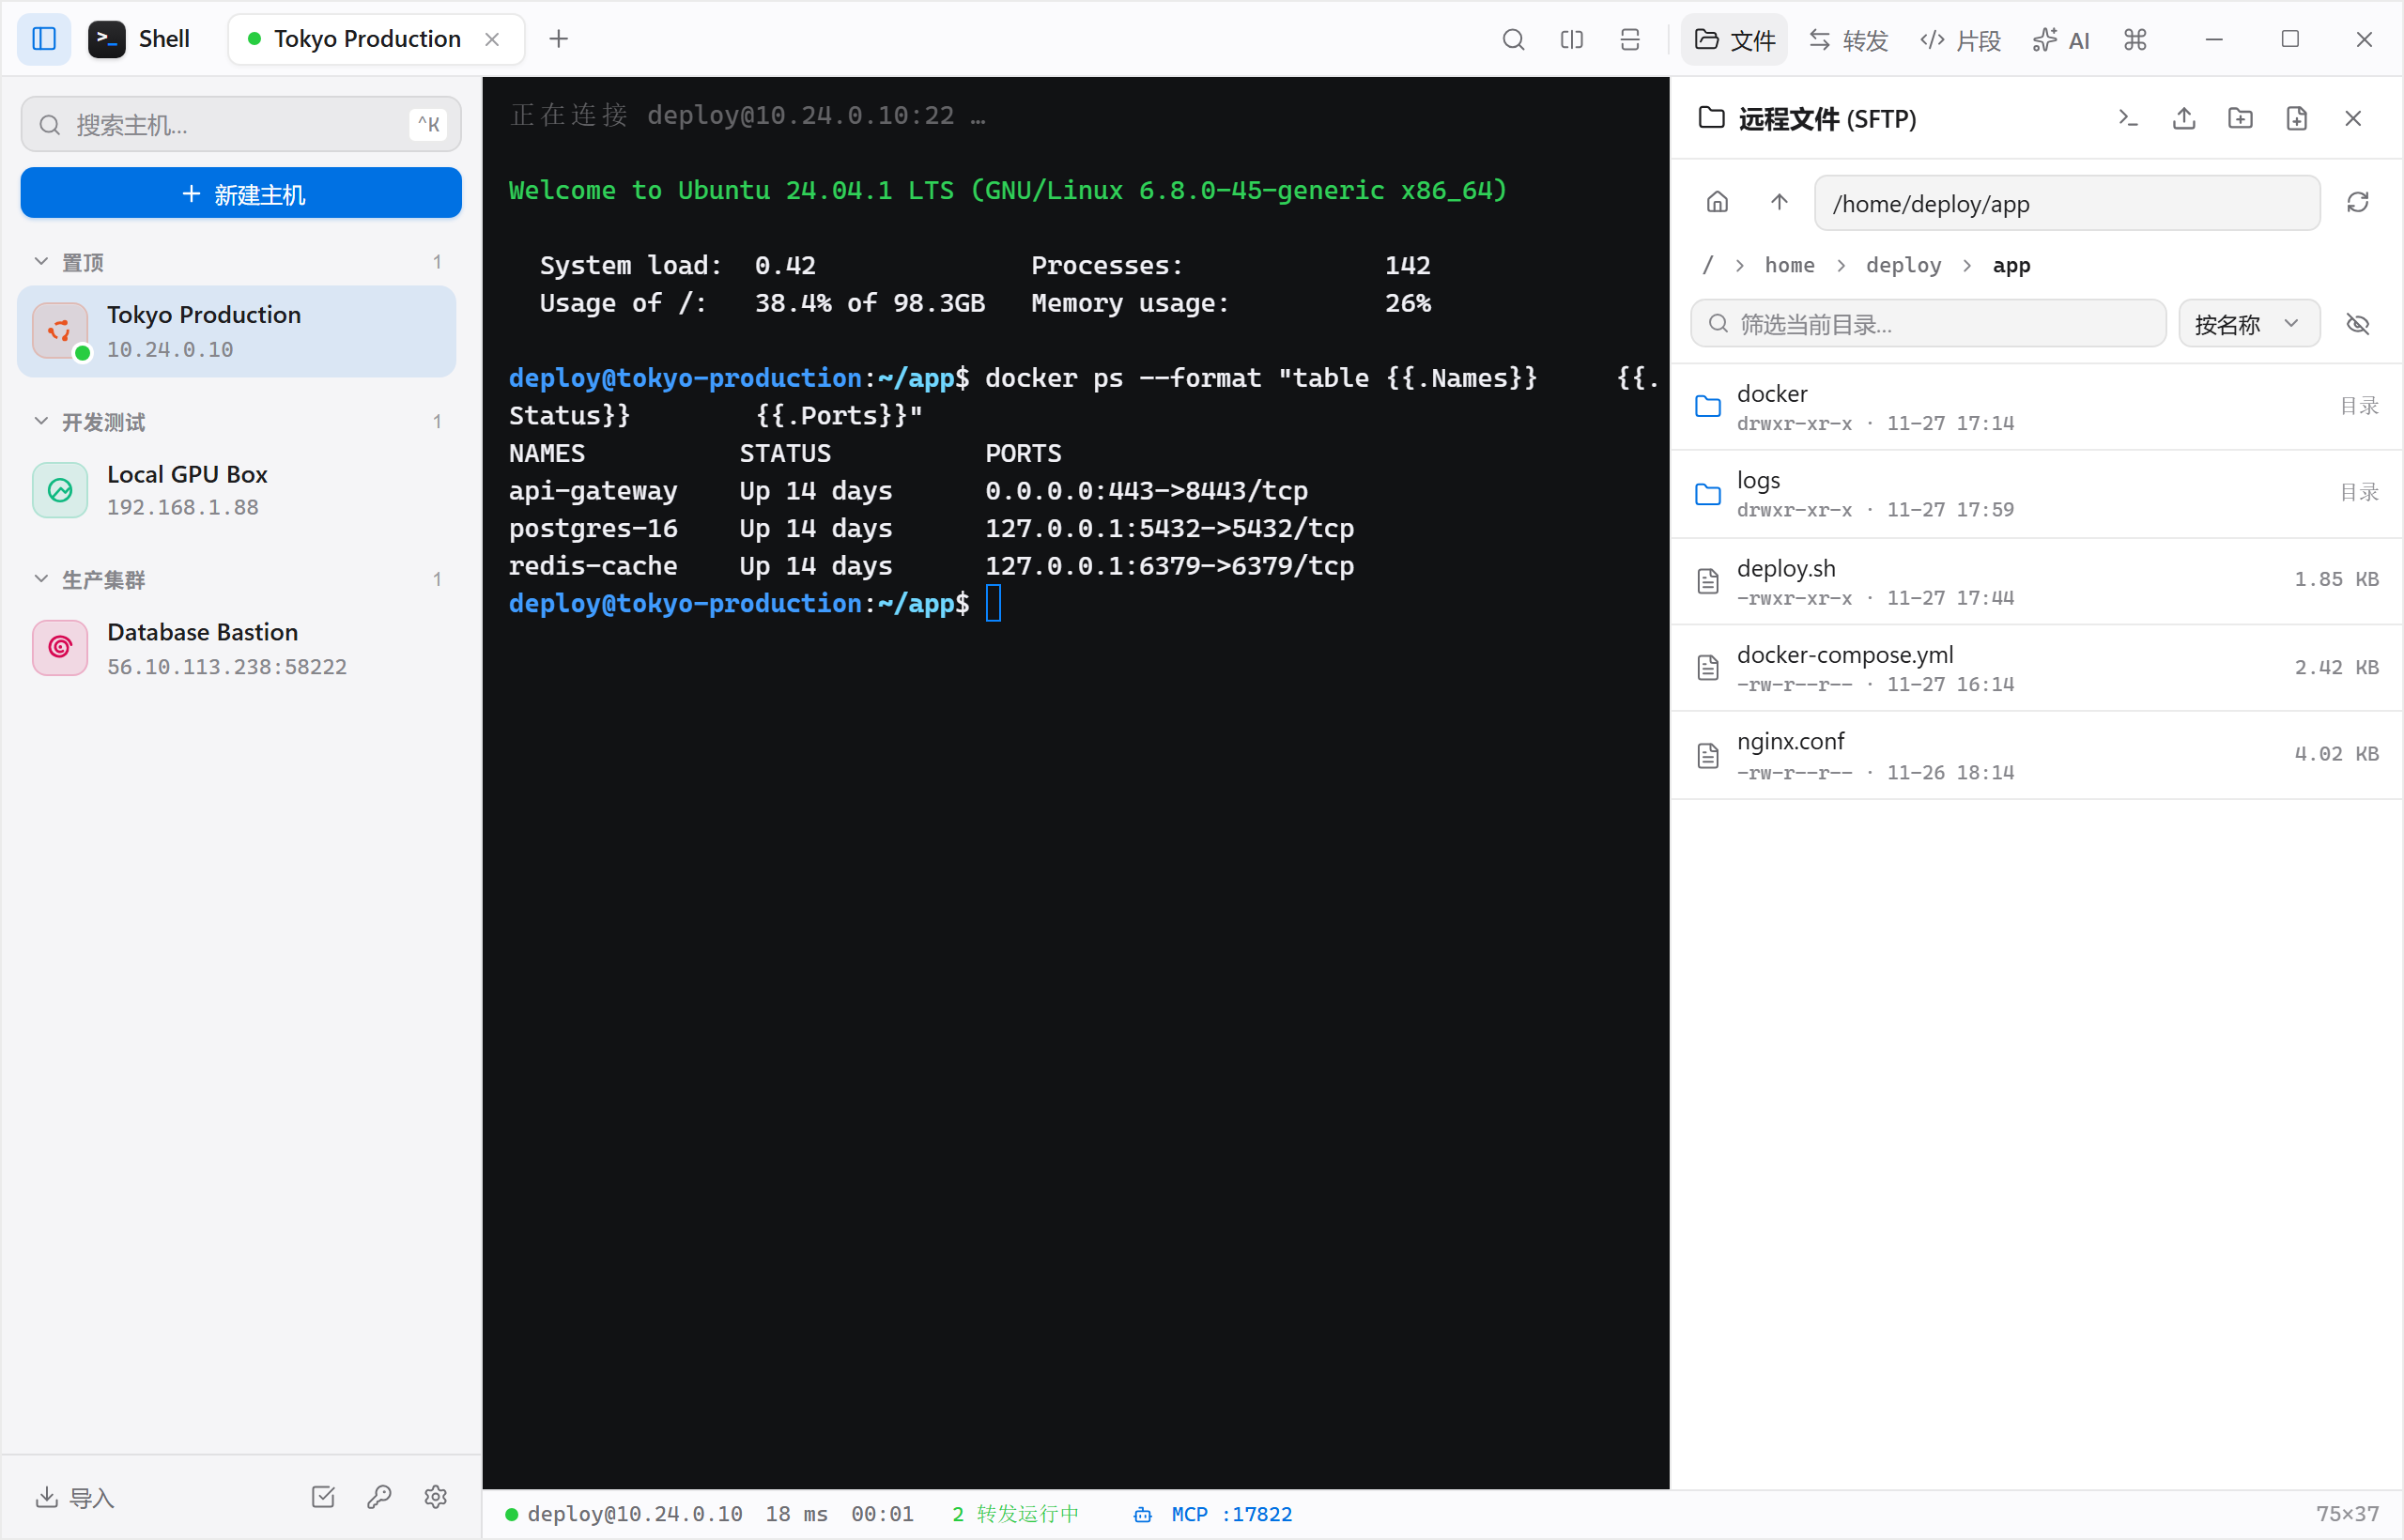 Shell
Tokyo Production
文件
转发
片段
AI
搜索主机...
^K
+ 新建主机
置顶 1
Tokyo Production
10.24.0.10
开发测试 1
Local GPU Box
192.168.1.88
生产集群 1
Database Bastion
56.10.113.238:58222
导入
正在连接 deploy@10.24.0.10:22 …
Welcome to Ubuntu 24.04.1 LTS (GNU/Linux 6.8.0-45-generic x86_64)
System load: 0.42 Processes: 142
Usage of /: 38.4% of 98.3GB Memory usage: 26%
deploy@tokyo-production:~/app$ docker ps --format "table {{.Names}} {{.
Status}} {{.Ports}}"
NAMES STATUS PORTS
api-gateway Up 14 days 0.0.0.0:443->8443/tcp
postgres-16 Up 14 days 127.0.0.1:5432->5432/tcp
redis-cache Up 14 days 127.0.0.1:6379->6379/tcp
deploy@tokyo-production:~/app$
deploy@10.24.0.10 18 ms 00:01 2 转发运行中 MCP :17822 75×37
远程文件 (SFTP)
/home/deploy/app
/ > home > deploy > app
筛选当前目录...
按名称
docker
drwxr-xr-x · 11-27 17:14
目录
logs
drwxr-xr-x · 11-27 17:59
目录
deploy.sh
-rwxr-xr-x · 11-27 17:44
1.85 KB
docker-compose.yml
-rw-r--r-- · 11-27 16:14
2.42 KB
nginx.conf
-rw-r--r-- · 11-26 18:14
4.02 KB